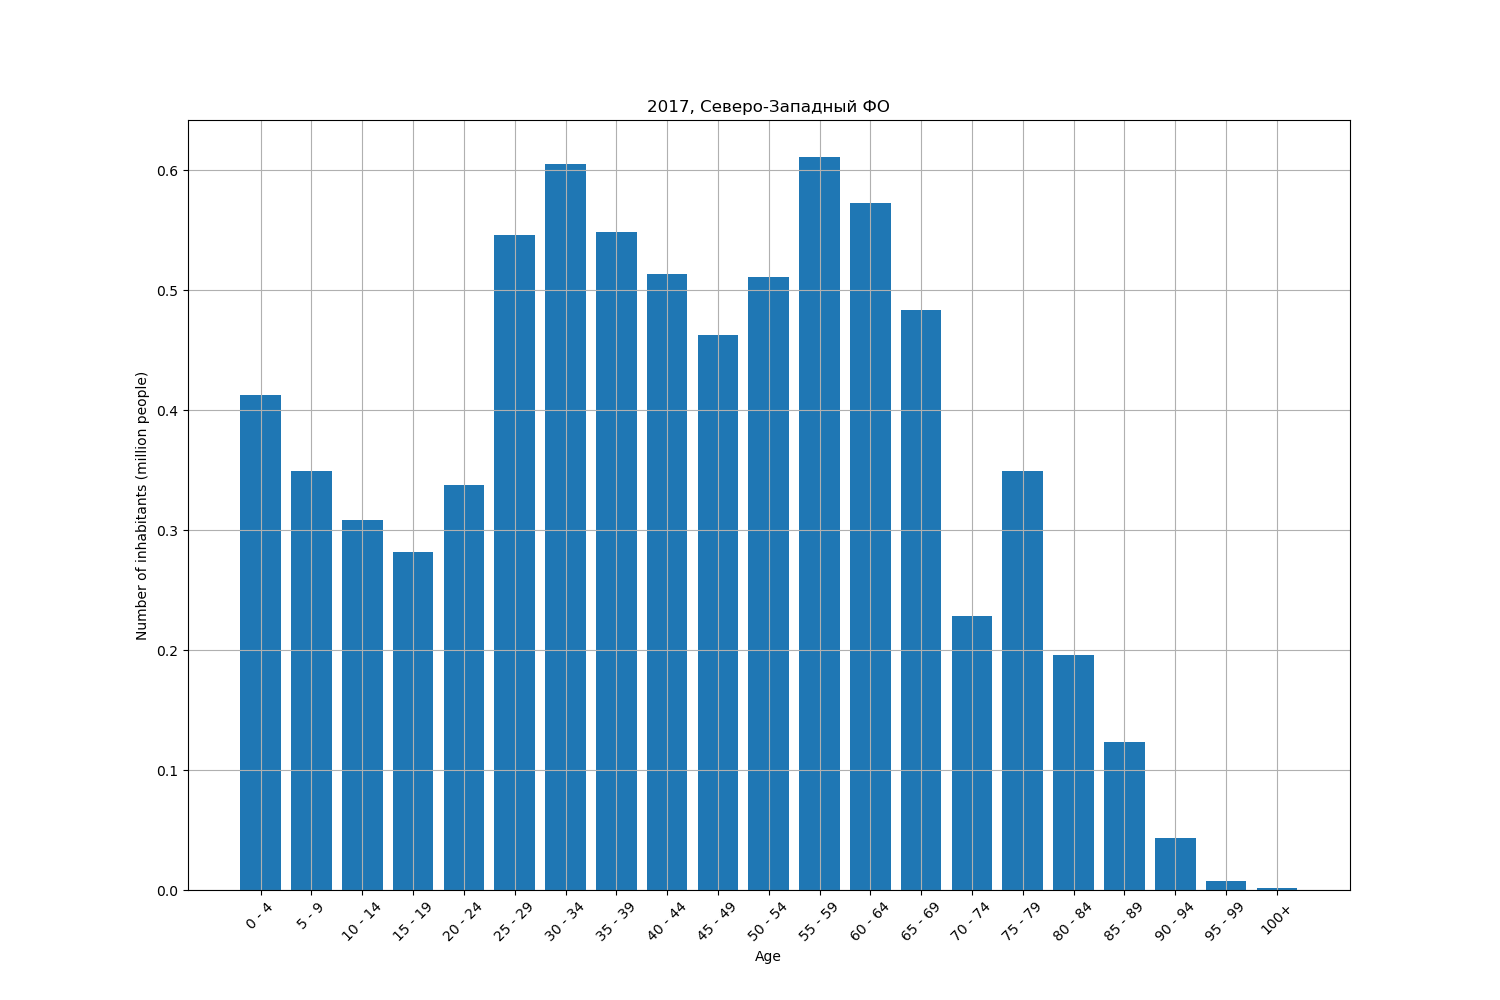 2017, Северо-Западный ФО
Number of inhabitants (million people)
0.6
0.5
0.4
0.3
0.2
0.1
0.0
0 - 4
5 - 9
10 - 14
15 - 19
20 - 24
25 - 29
30 - 34
35 - 39
40 - 44
45 - 49
50 - 54
55 - 59
60 - 64
65 - 69
70 - 74
75 - 79
80 - 84
85 - 89
90 - 94
95 - 99
100+
Age